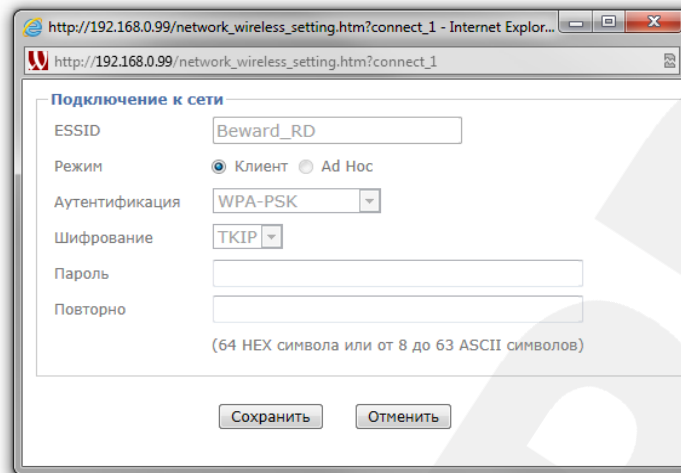 http://192.168.0.99/network_wireless_setting.htm?connect_1 - Internet Explor...
http://192.168.0.99/network_wireless_setting.htm?connect_1
Подключение к сети
ESSID Beward_RD
Режим Клиент Ad Hoc
Аутентификация WPA-PSK
Шифрование TKIP
Пароль
Повторно
(64 HEX символа или от 8 до 63 ASCII символов)
Сохранить Отменить